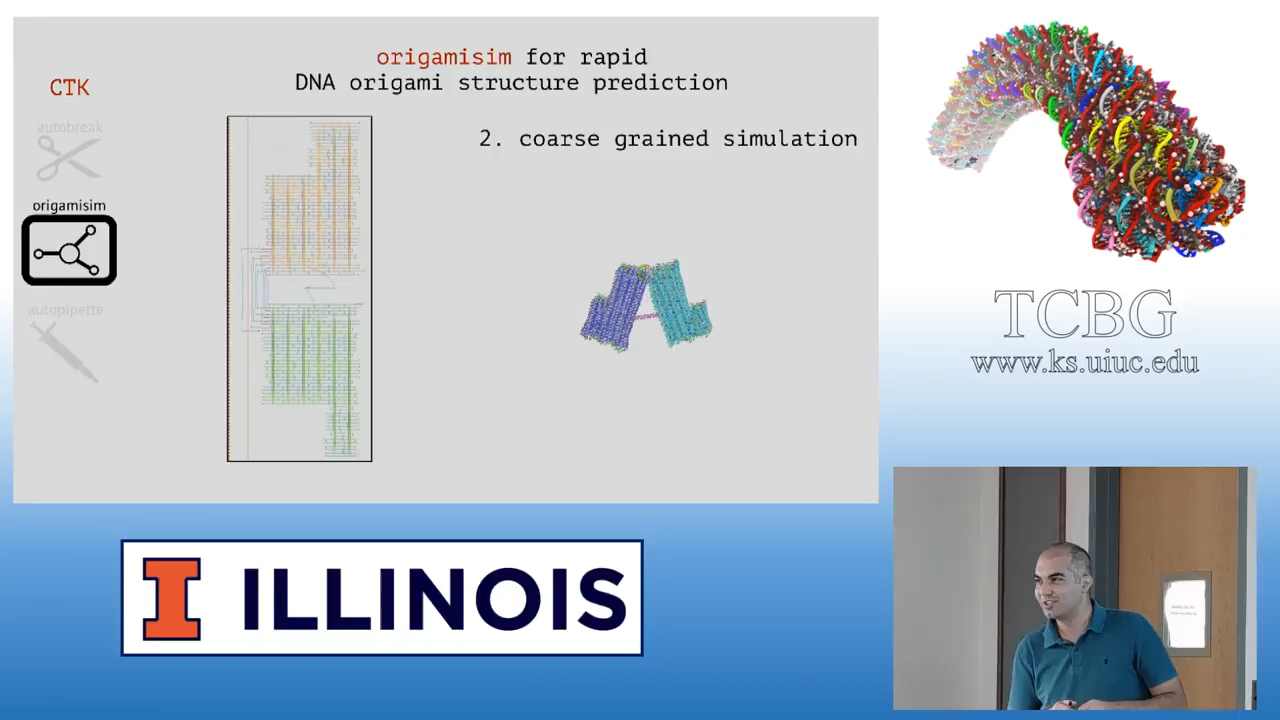 origamisim for rapid
DNA origami structure prediction
CTK
autobreak
origamisim
autopipette
2. coarse grained simulation
TCBG
www.ks.uiuc.edu
I ILLINOIS